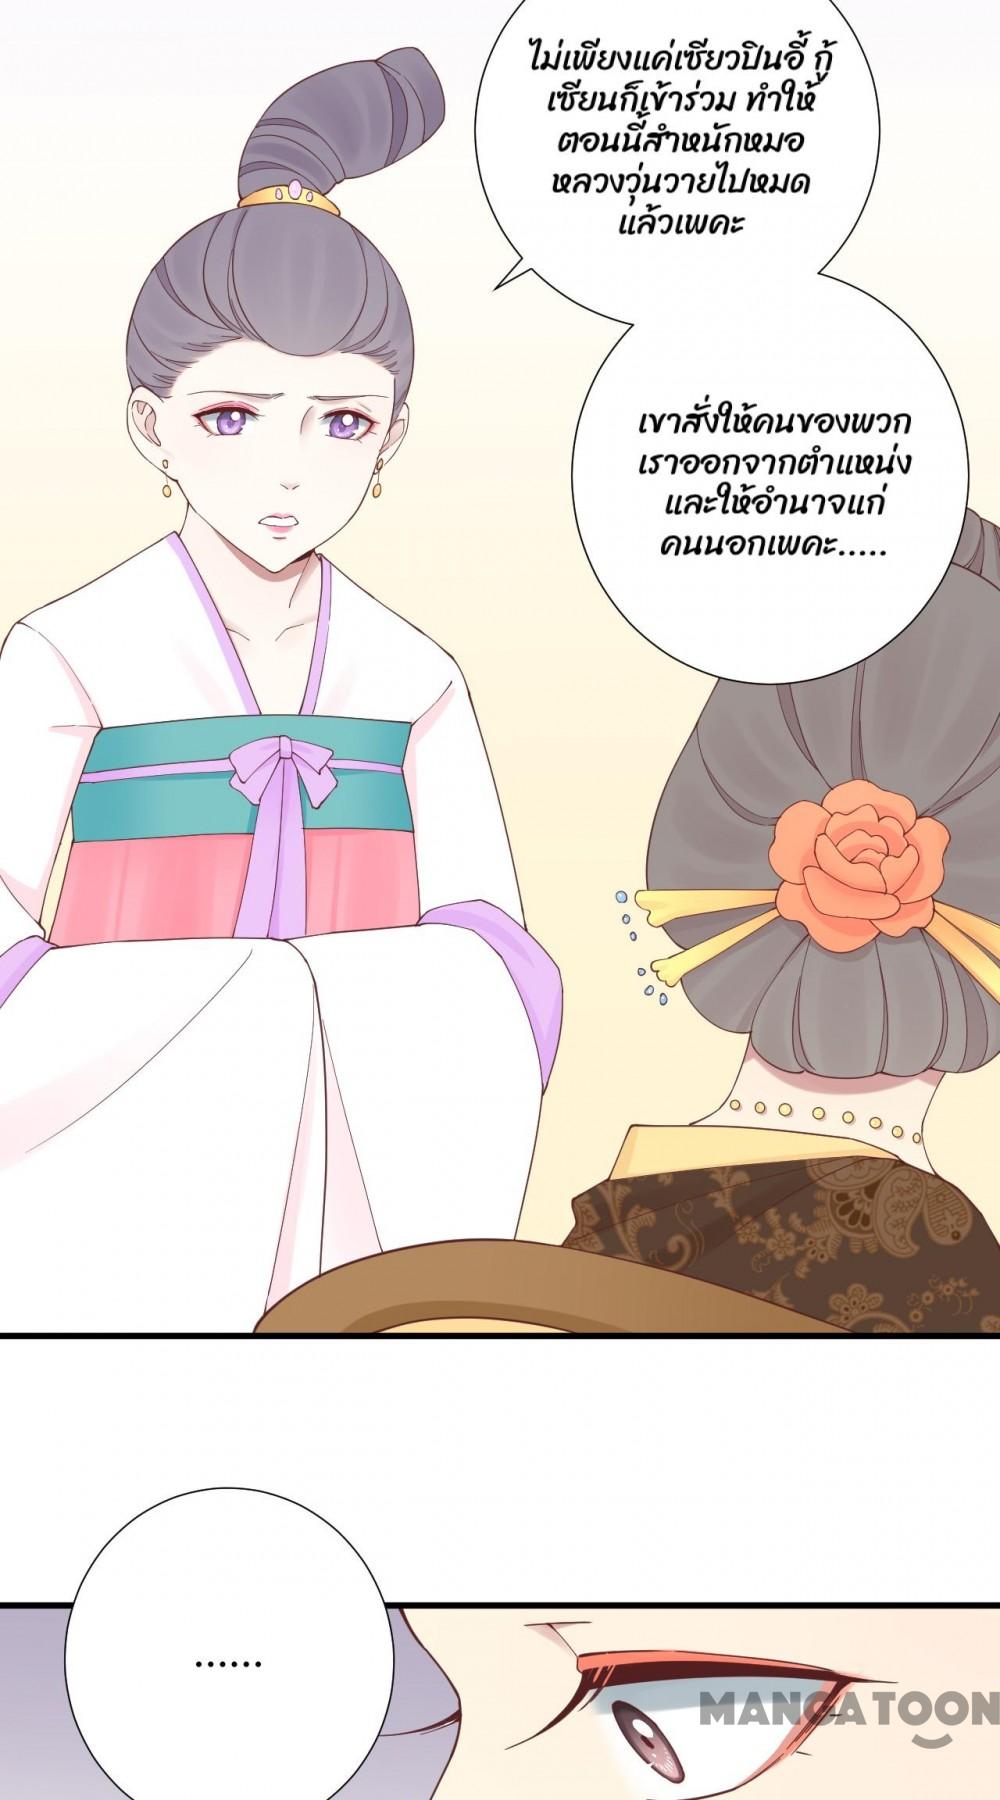 ไม่เพียงแค่เซียวปินอี้ กู้
เซียนก็เข้าร่วม ทำให้
ตอนนี้สำหนักหมอ
หลวงวุ่นวายไปหมด
แล้วเพคะ
เขาสั่งให้คนของพวก
เราออกจากตำแหน่ง
และให้อำนาจแก่
คนนอกเพคะ.....
......
MANGATOON